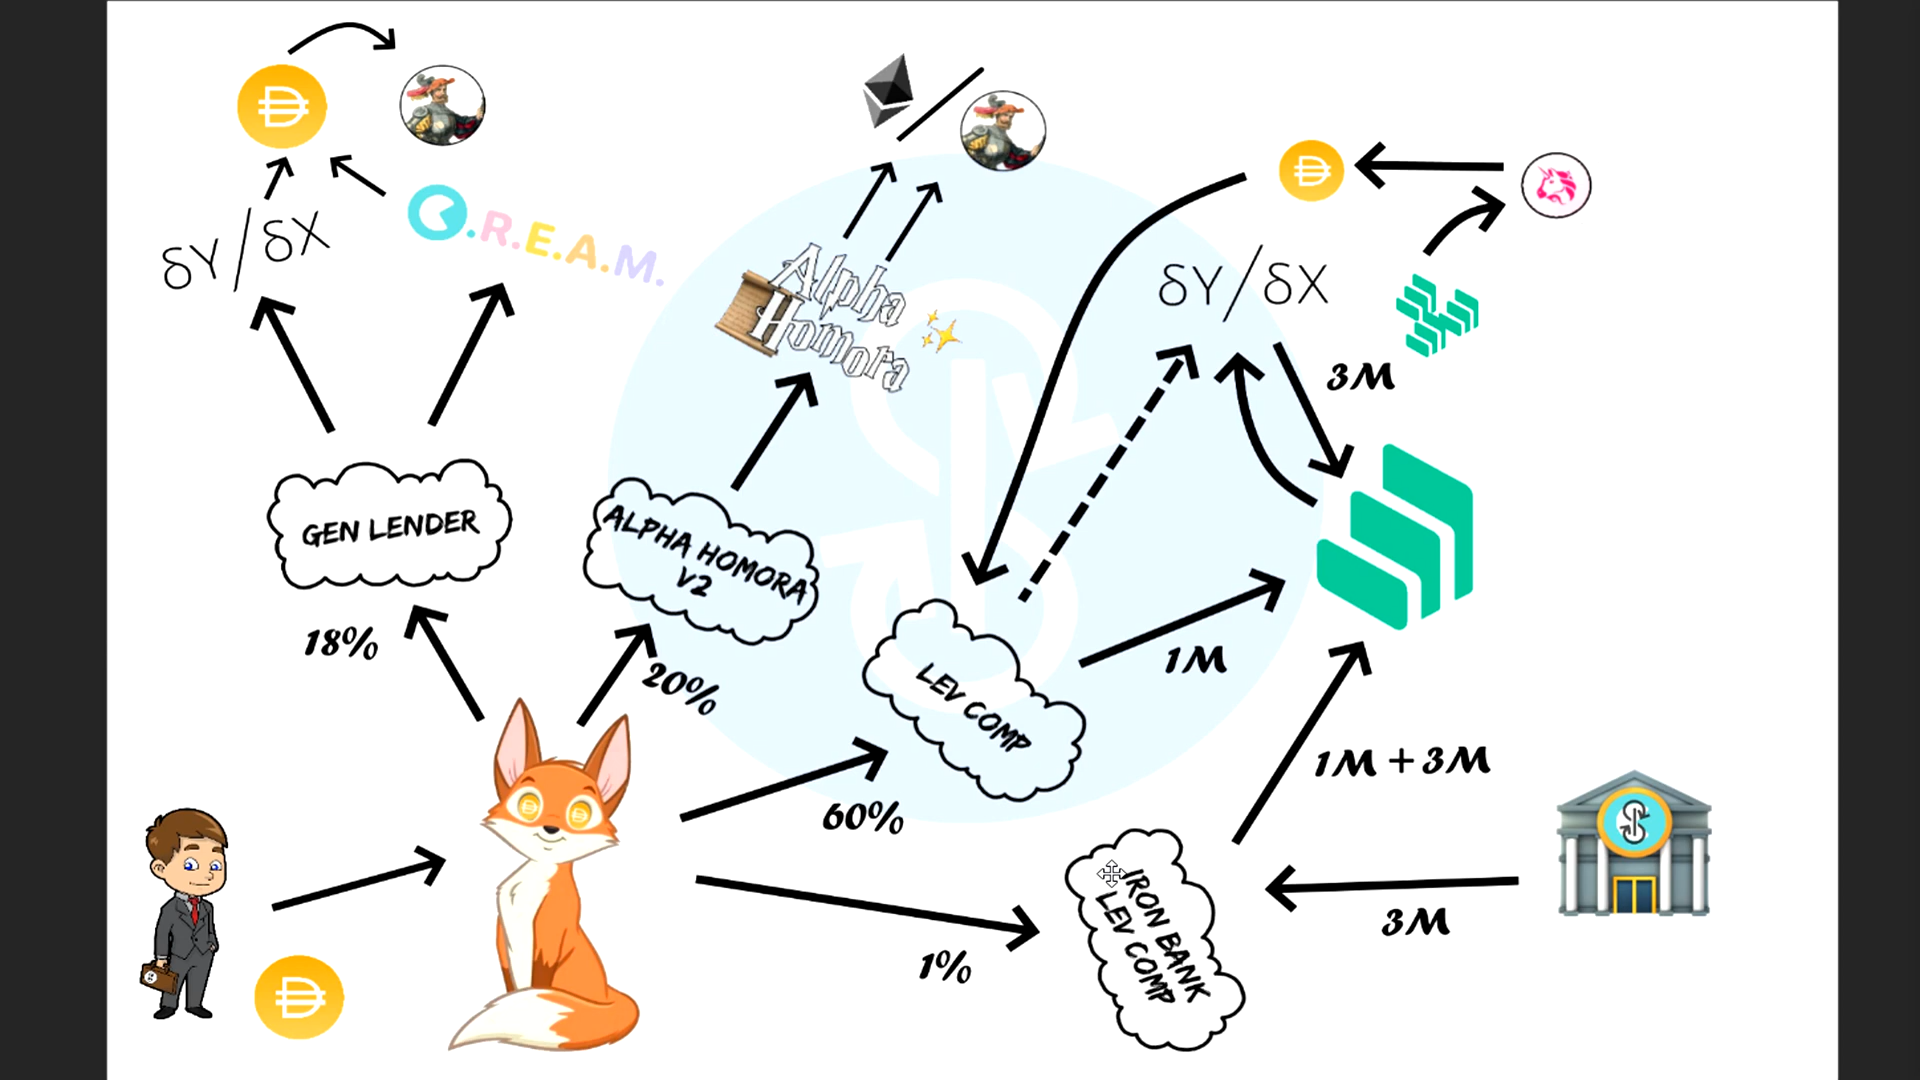 δY/δX
C.R.E.A.M.
Alpha
Homora
δY/δX
3M
GEN LENDER
ALPHA HOMORA
V2
18%
20%
LEV COMP
1M
60%
1M + 3M
IRON BANK
LEV COMP
3M
1%